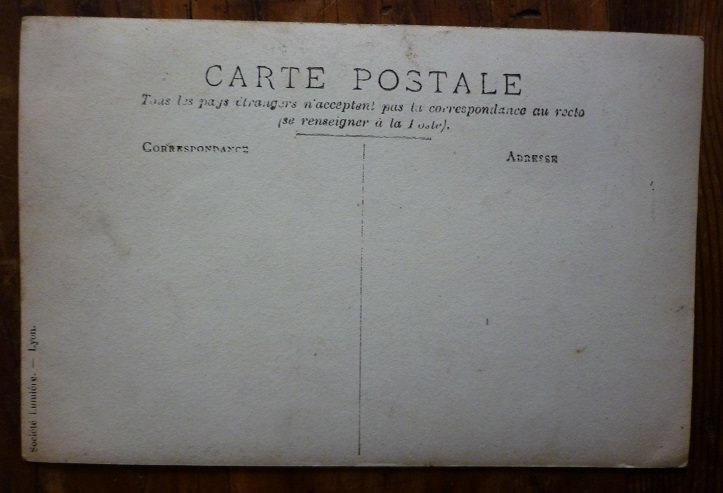 CARTE POSTALE
Tous les pays étrangers n'acceptent pas la correspondance au recto
(se renseigner à la Poste).
CORRESPONDANCE
ADRESSE
Société Lumière. — Lyon.